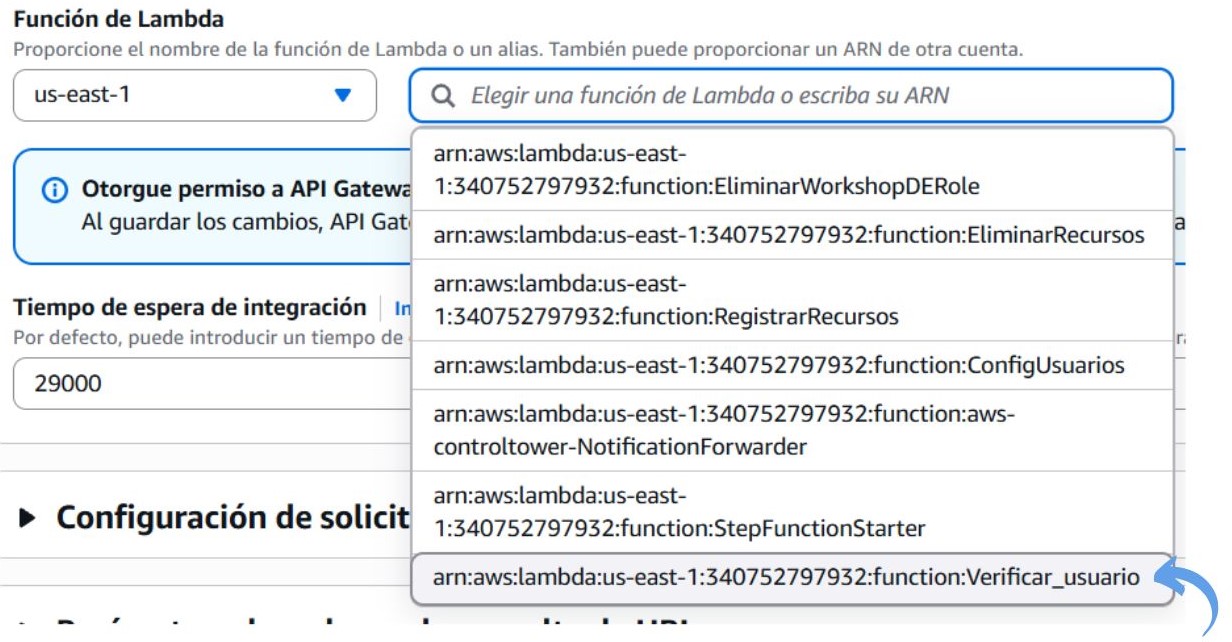 Función de Lambda
Proporcione el nombre de la función de Lambda o un alias. También puede proporcionar un ARN de otra cuenta.
us-east-1
Elegir una función de Lambda o escriba su ARN
arn:aws:lambda:us-east-
1:340752797932:function:EliminarWorkshopDERole
arn:aws:lambda:us-east-1:340752797932:function:EliminarRecursos
arn:aws:lambda:us-east-
1:340752797932:function:RegistrarRecursos
arn:aws:lambda:us-east-1:340752797932:function:ConfigUsuarios
arn:aws:lambda:us-east-1:340752797932:function:aws-
controltower-NotificationForwarder
arn:aws:lambda:us-east-
1:340752797932:function:StepFunctionStarter
arn:aws:lambda:us-east-1:340752797932:function:Verificar_usuario
Otorgue permiso a API Gatewa
Al guardar los cambios, API Gat
Tiempo de espera de integración
Por defecto, puede introducir un tiempo de
29000
Configuración de solicit